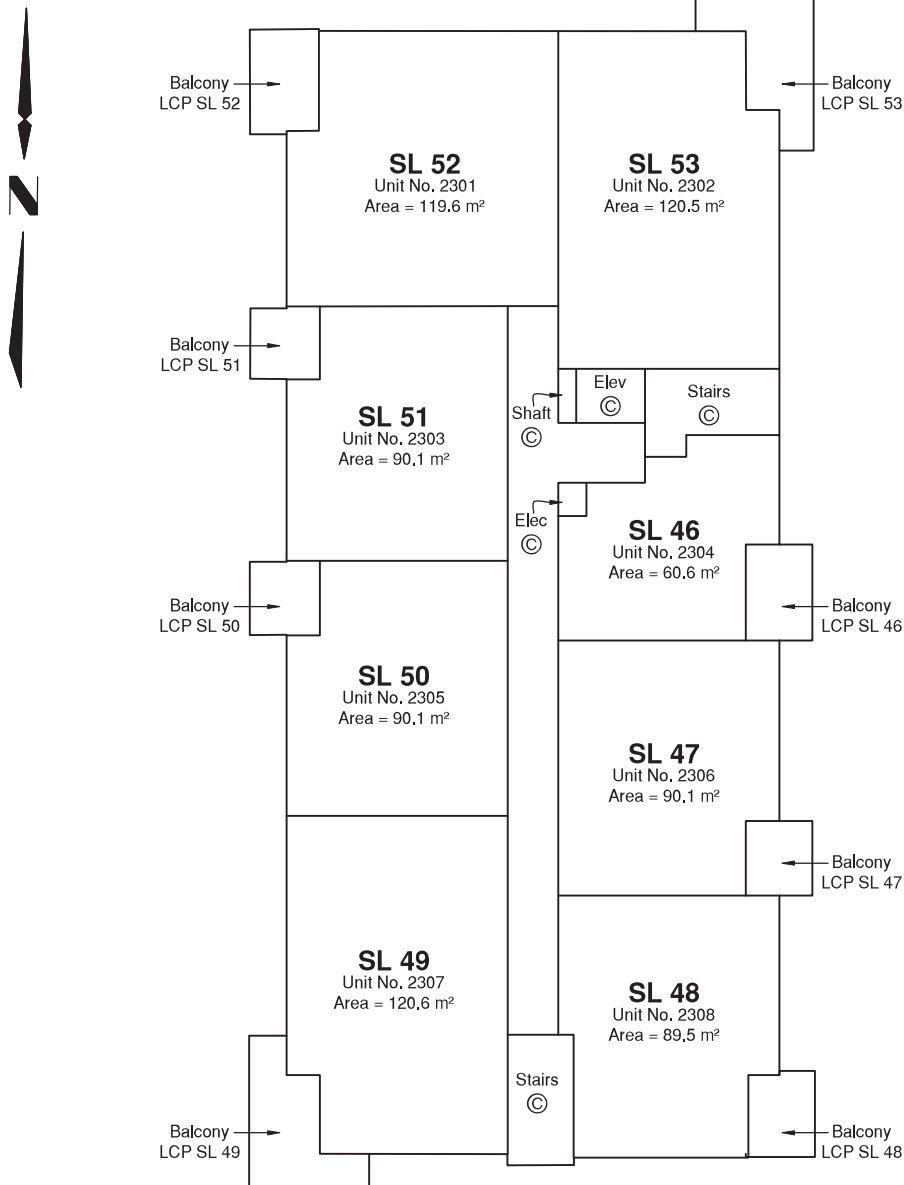 Balcony
LCP SL 52
Balcony
LCP SL 53
SL 52
Unit No. 2301
Area = 119.6 m²
SL 53
Unit No. 2302
Area = 120.5 m²
N
Balcony
LCP SL 51
Elev
©
Stairs
©
Shaft
©
SL 51
Unit No. 2303
Area = 90.1 m²
Elec
©
SL 46
Unit No. 2304
Area = 60.6 m²
Balcony
LCP SL 50
Balcony
LCP SL 46
SL 50
Unit No. 2305
Area = 90.1 m²
SL 47
Unit No. 2306
Area = 90.1 m²
Balcony
LCP SL 47
SL 49
Unit No. 2307
Area = 120.6 m²
SL 48
Unit No. 2308
Area = 89.5 m²
Stairs
©
Balcony
LCP SL 49
Balcony
LCP SL 48